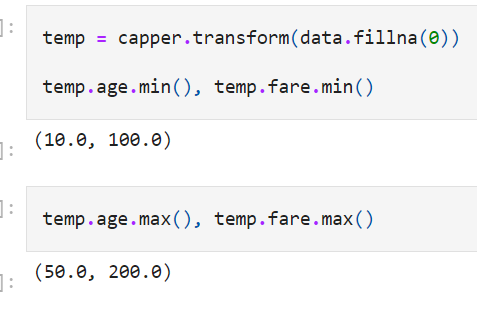 ]:
temp = capper.transform(data.fillna(0))
temp.age.min(), temp.fare.min()
]:
(10.0, 100.0)
]:
temp.age.max(), temp.fare.max()
]:
(50.0, 200.0)